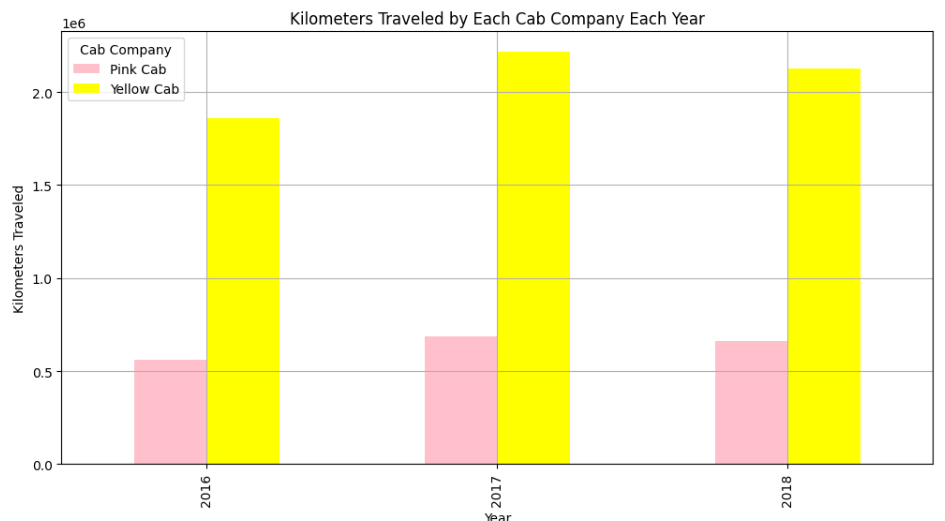 Kilometers Traveled by Each Cab Company Each Year
1e6
Cab Company
Pink Cab
Yellow Cab
2.0
1.5
1.0
0.5
0.0
Kilometers Traveled
2016
2017
2018
Year